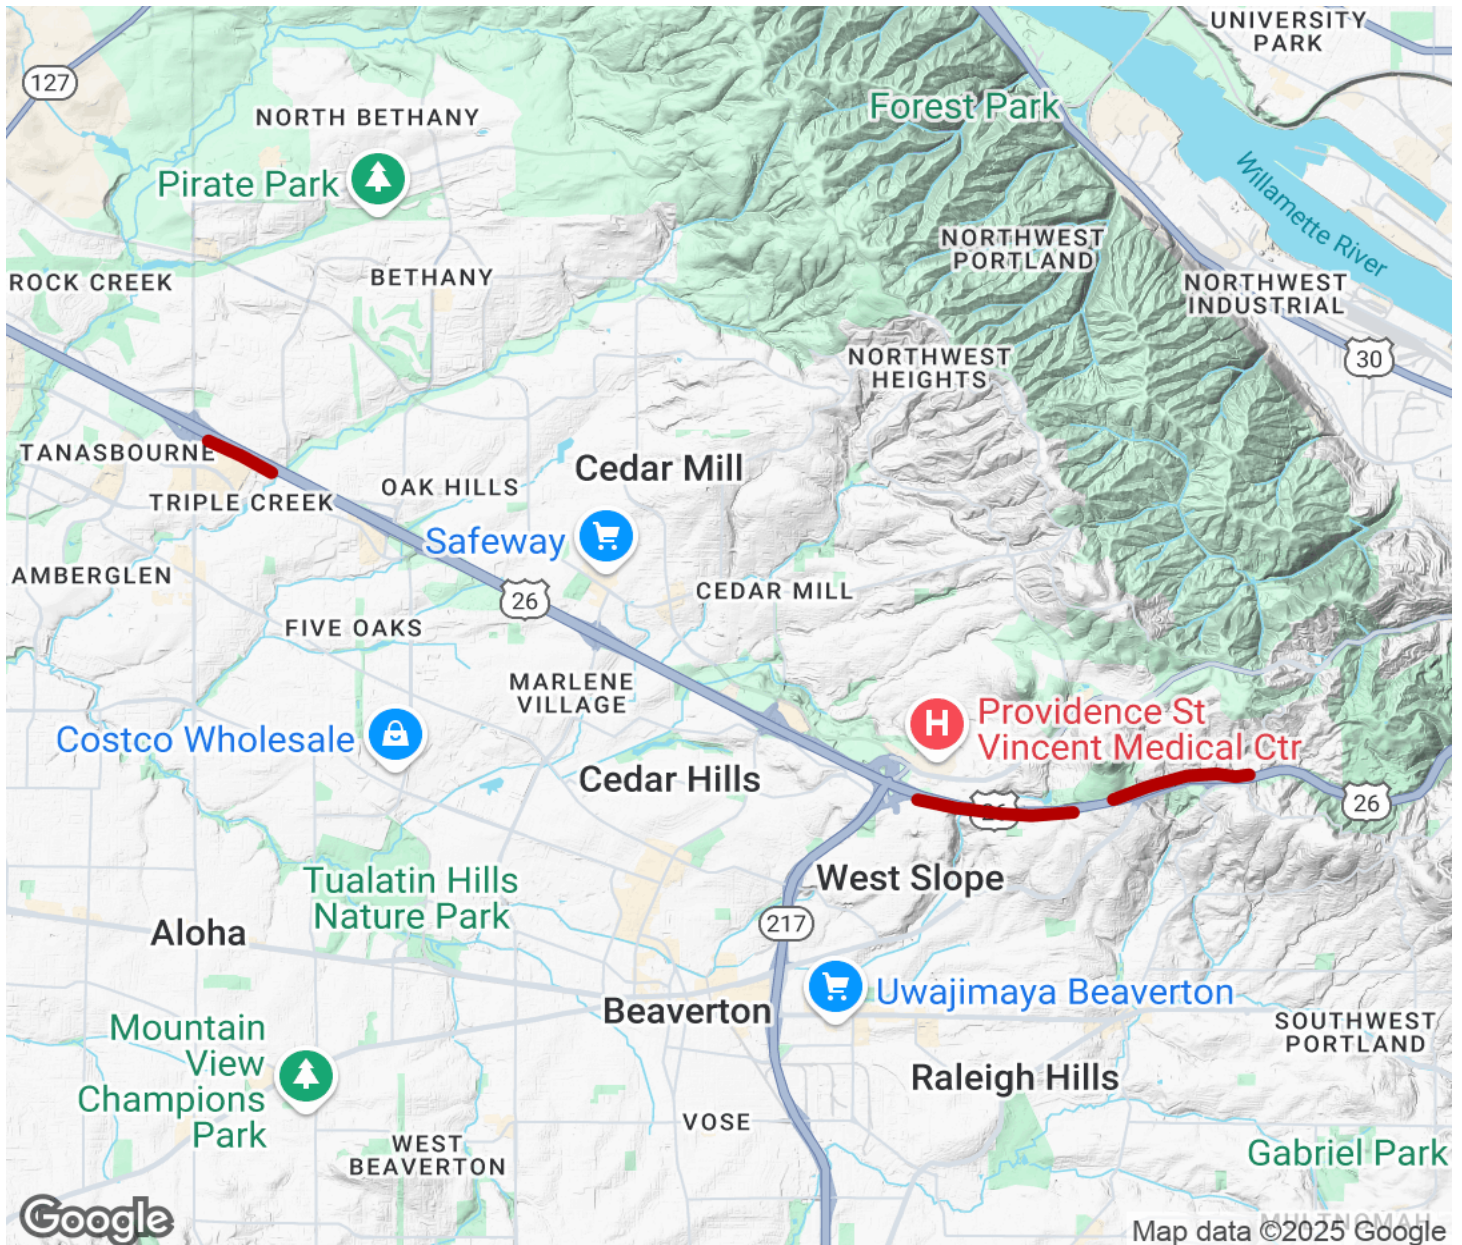 UNIVERSITY
PARK
127
Forest Park
NORTH BETHANY
Pirate Park
Willamette River
NORTHWEST
PORTLAND
ROCK CREEK
BETHANY
NORTHWEST
INDUSTRIAL
30
NORTHWEST
HEIGHTS
TANASBOURNE
Cedar Mill
OAK HILLS
TRIPLE CREEK
Safeway
AMBERGLEN
CEDAR MILL
26
FIVE OAKS
MARLENE
VILLAGE
Providence St
Vincent Medical Ctr
H
Costco Wholesale
Cedar Hills
26
26
West Slope
Tualatin Hills
Nature Park
217
Aloha
Uwajimaya Beaverton
Beaverton
Mountain
View
Champions
Park
SOUTHWEST
PORTLAND
Raleigh Hills
VOSE
WEST
BEAVERTON
Gabriel Park
MULTNOMAH
Google
Map data ©2025 Google